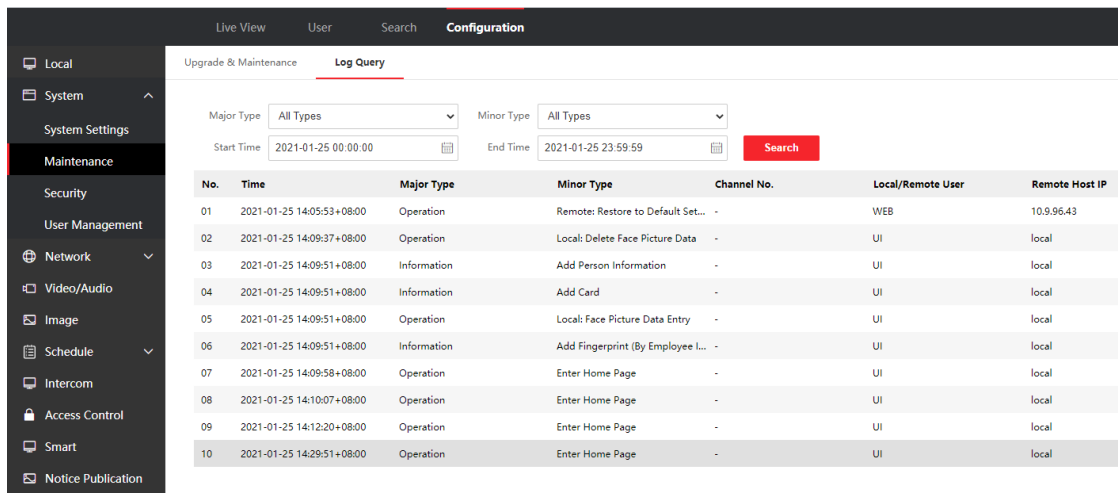 Live View User Search Configuration
Local
System
System Settings
Maintenance
Security
User Management
Network
Video/Audio
Image
Schedule
Intercom
Access Control
Smart
Notice Publication
Upgrade & Maintenance Log Query
Major Type All Types Minor Type All Types
Start Time 2021-01-25 00:00:00 End Time 2021-01-25 23:59:59 Search
No. Time Major Type Minor Type Channel No. Local/Remote User Remote Host IP
01 2021-01-25 14:05:53+08:00 Operation Remote: Restore to Default Set... - WEB 10.9.96.43
02 2021-01-25 14:09:37+08:00 Operation Local: Delete Face Picture Data - UI local
03 2021-01-25 14:09:51+08:00 Information Add Person Information - UI local
04 2021-01-25 14:09:51+08:00 Information Add Card - UI local
05 2021-01-25 14:09:51+08:00 Operation Local: Face Picture Data Entry - UI local
06 2021-01-25 14:09:51+08:00 Information Add Fingerprint (By Employee I... - UI local
07 2021-01-25 14:09:58+08:00 Operation Enter Home Page - UI local
08 2021-01-25 14:10:07+08:00 Operation Enter Home Page - UI local
09 2021-01-25 14:12:20+08:00 Operation Enter Home Page - UI local
10 2021-01-25 14:29:51+08:00 Operation Enter Home Page - UI local